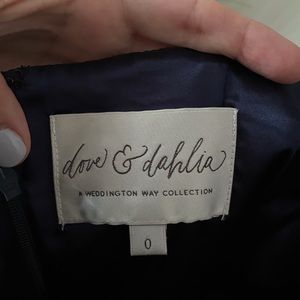 dove & dahlia
A WEDDINGTON WAY COLLECTION
0